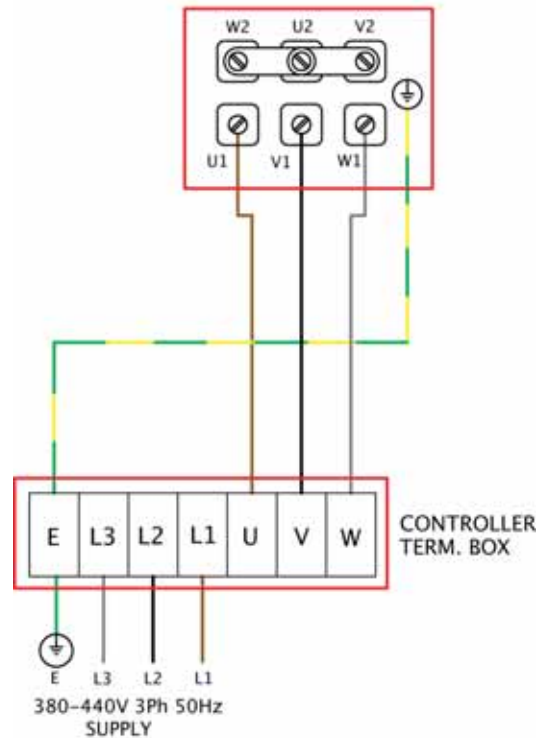 W2 U2 V2
U1 V1 W1
E L3 L2 L1 U V W
CONTROLLER
TERM. BOX
E L3 L2 L1
380-440V 3Ph 50Hz
SUPPLY